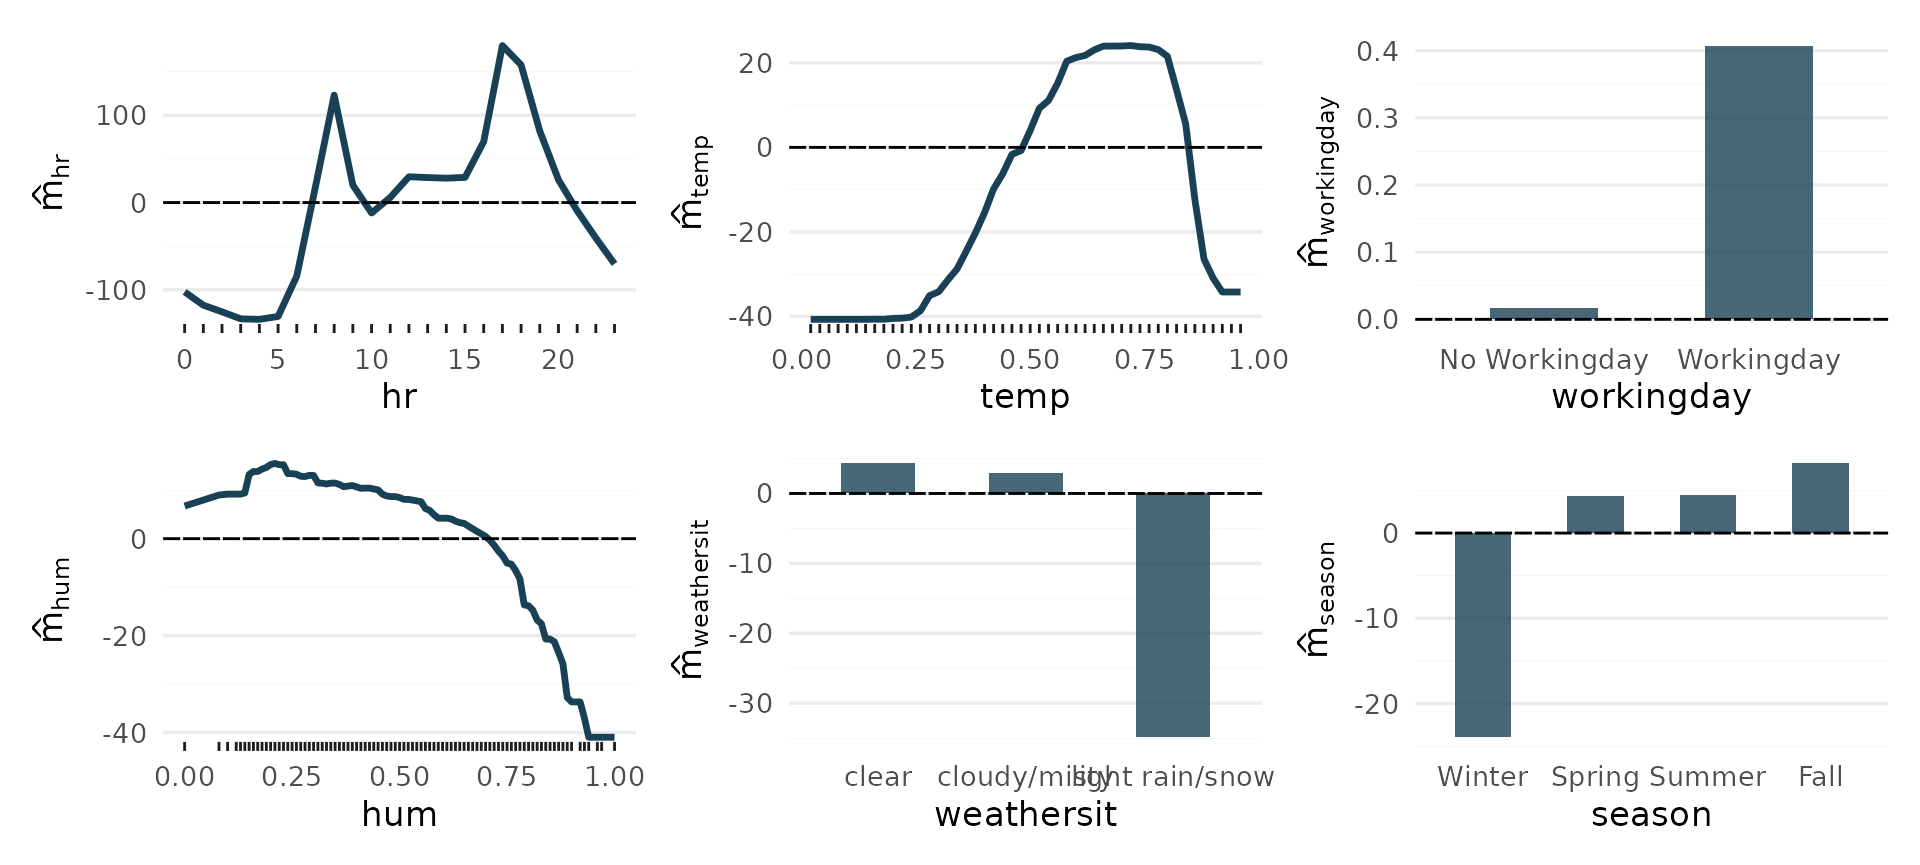 m̂hr
100
0
-100
0 5 10 15 20
hr
m̂temp
20
0
-20
-40
0.00 0.25 0.50 0.75 1.00
temp
m̂workingday
0.4
0.3
0.2
0.1
0.0
No Workingday Workingday
workingday
m̂hum
0
-20
-40
0.00 0.25 0.50 0.75 1.00
hum
m̂weathersit
0
-10
-20
-30
clear cloudy/misty light rain/snow
weathersit
m̂season
0
-10
-20
Winter Spring Summer Fall
season